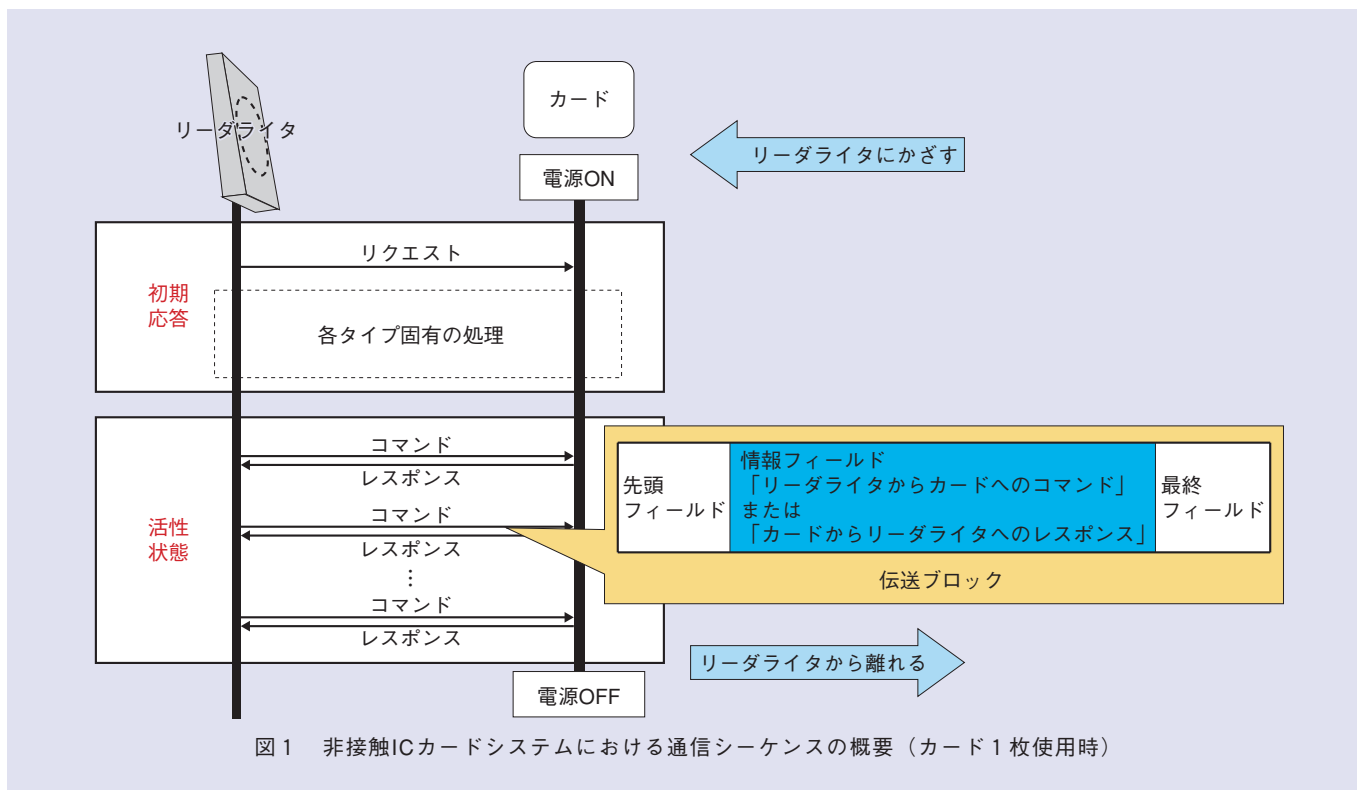 リーダライタ
カード
リーダライタにかざす
電源ON
初期
応答
リクエスト
各タイプ固有の処理
活性
状態
コマンド
レスポンス
コマンド
レスポンス
…
コマンド
レスポンス
先頭
フィールド
情報フィールド
「リーダライタからカードへのコマンド」
または
「カードからリーダライタへのレスポンス」
最終
フィールド
伝送ブロック
リーダライタから離れる
電源OFF
図1 非接触ICカードシステムにおける通信シーケンスの概要（カード1枚使用時）